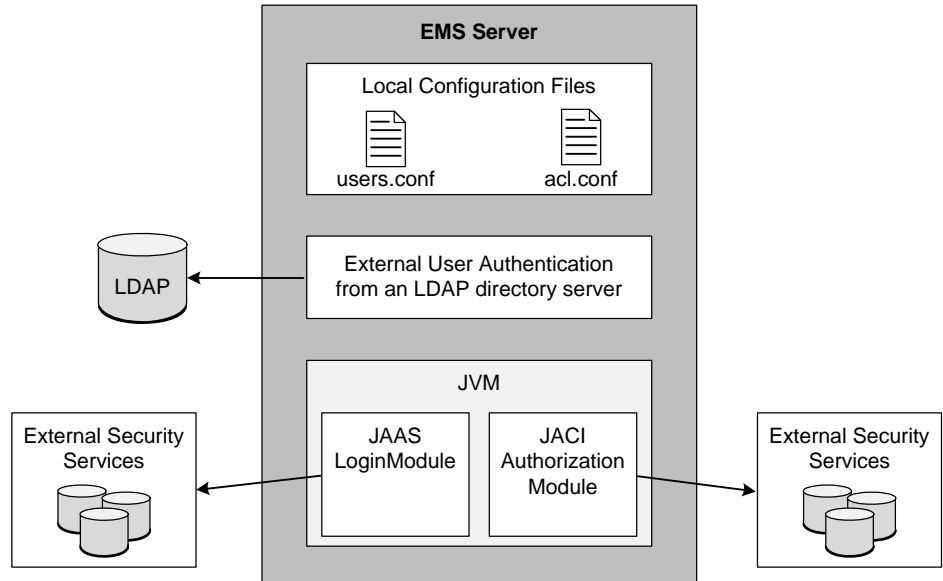 EMS Server
Local Configuration Files
users.conf
acl.conf
External User Authentication
from an LDAP directory server
LDAP
JVM
JAAS
LoginModule
JACI
Authorization
Module
External Security
Services
External Security
Services